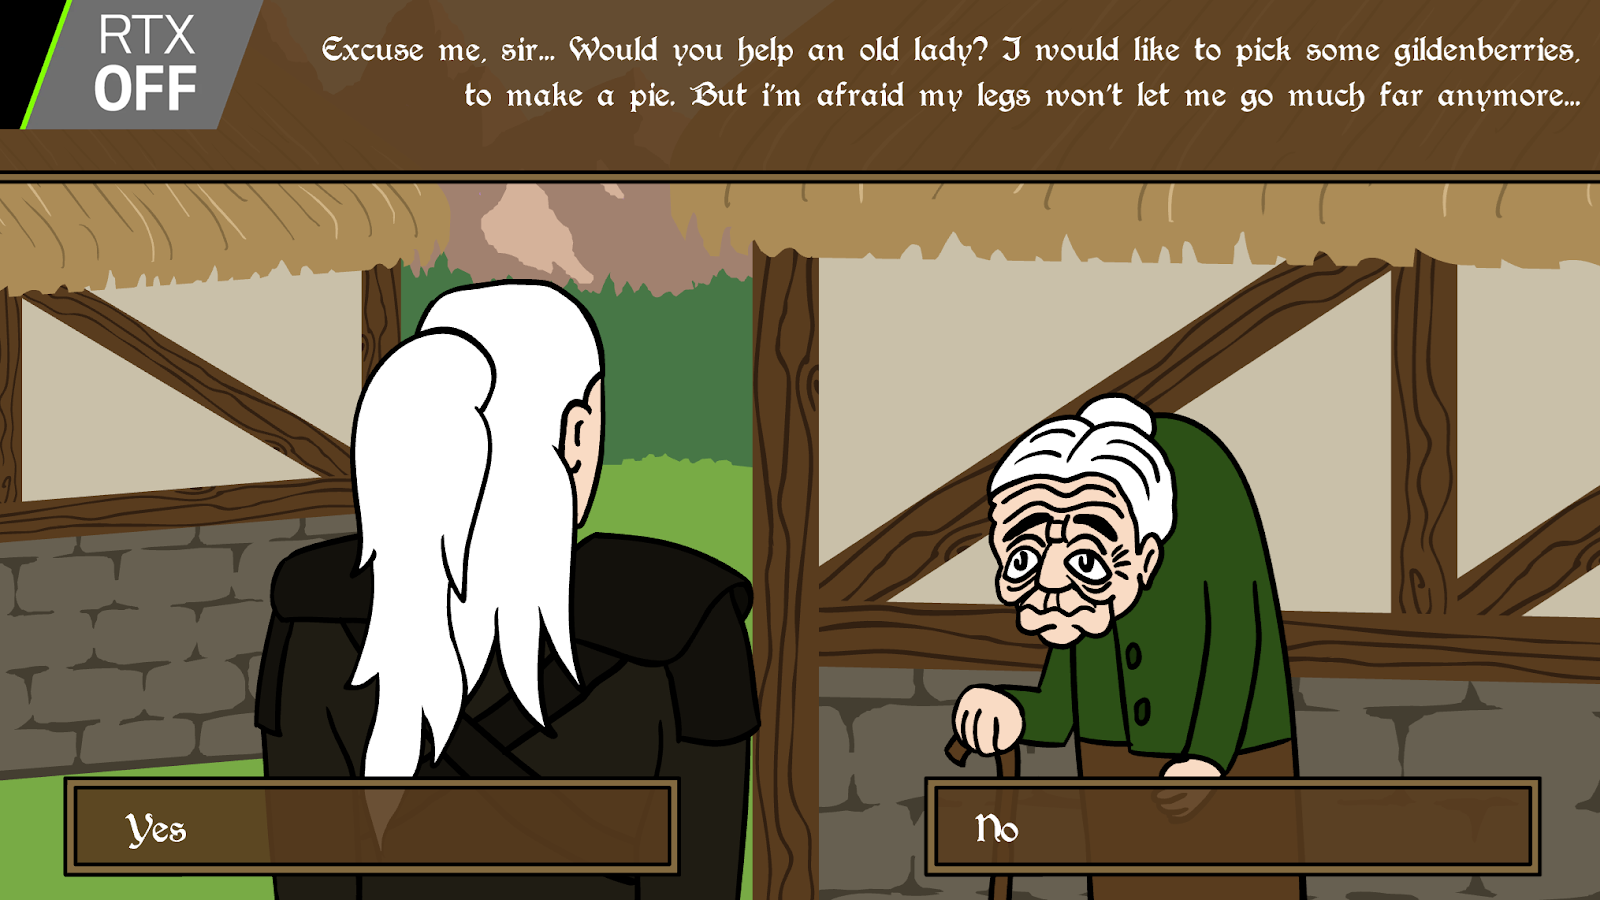 RTX
OFF
Excuse me, sir... Would you help an old lady? I would like to pick some gildenberries,
to make a pie. But i'm afraid my legs won't let me go much far anymore...
Yes
No